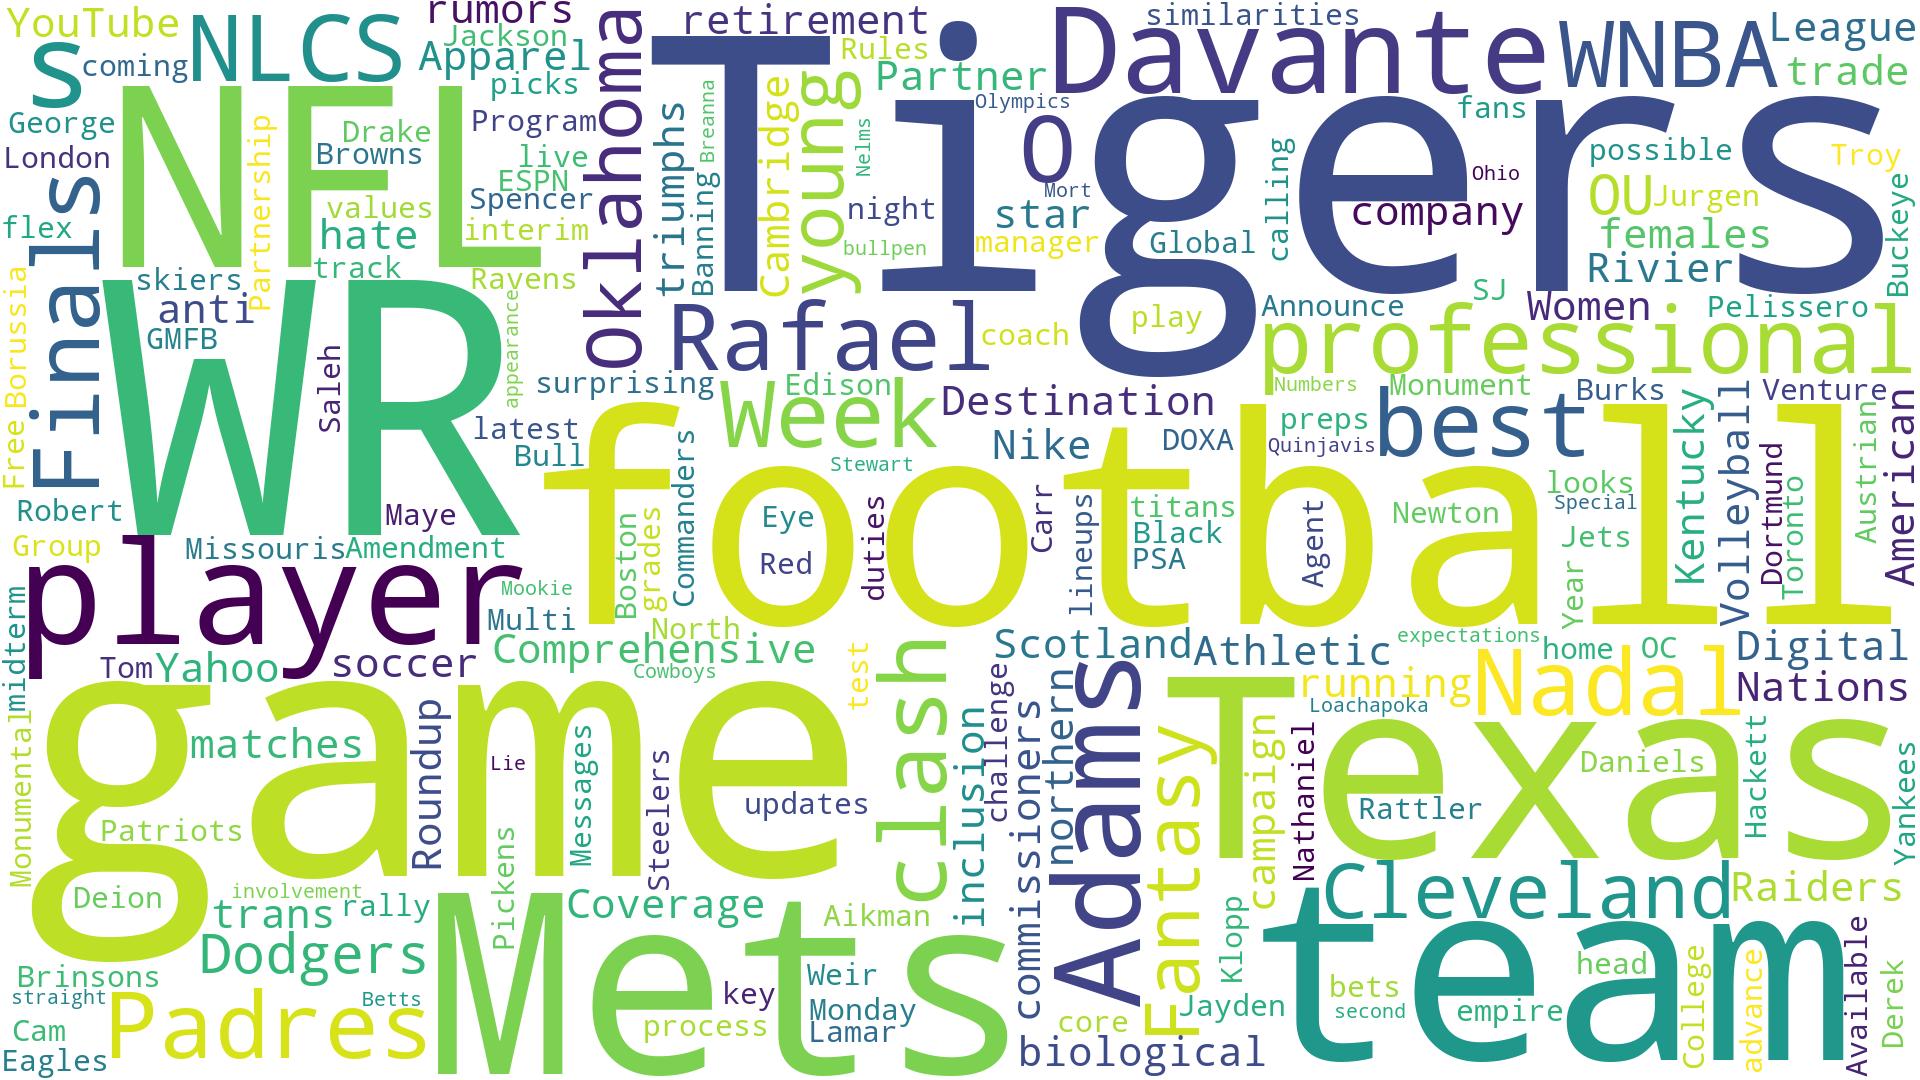 YouTube
coming
s
NLCS
rumors
Jackson
Apparel
picks
oklahoma
retirement
Rules
Partner
Tigers
Davante
similarities
WNBA
League
trade
George
London
NFL
Partnership
Drake
Browns
Program
live
ESPN
Spencer
values
hate
interim
track
Ravens
triumphs
Breanna
Banning
Cambridge
young
Nelms
night
bullpen
Olympics
O
Mort
star
manager
Global
calling
fans
Ohio
company
possible
Troy
OU
Jurgen
females
Rivier
Buckeye
flex
Finals
Free
Borussia
skiers
anti
GMFB
WR
Saleh
appearance
Rafael
coach
play
Announce
SJ
Women
Pelissero
professional
surprising
Edison
Week
Destination
Numbers
Monument
Burks
Venture
latest
Bull
Commanders
Stewart
Nike
DOXA
preps
Quinjavis
best
Kentucky
Volleyball
Dortmund
Toronto
Austrian
American
Robert
Group
Missouris
Maye
Amendment
football
Boston
grades
Eye
Red
duties
Carr
lineups
titans
Black
PSA
Agent
Newton
looks
Special
Jets
Year
player
Mookie
Multi
North
midterm
Tom
Yahoo
soccer
Comprehensive
Cowboys
test
clash
Scotland
Athletic
expectations
home
OC
Digital
Nations
Monumental
game
matches
Roundup
Lie
Messages
Steelers
updates
Patriots
Pickens
inclusion
challenge
commissioners
northern
Adams
Fantasy
campaign
running
Loachapoka
Nadal
Nathaniel
Texas
Daniels
Rattler
Hackett
Yankees
Deion
involvement
trans
rally
Dodgers
Coverage
Aikman
Mets
Cleveland
Raiders
Brinsons
straight
Padres
Betts
Cam
Eagles
Weir
key
Monday
process
Lamar
core
biological
Klopp
Jayden
team
bets
second
empire
head
College
advance
Available
Derek